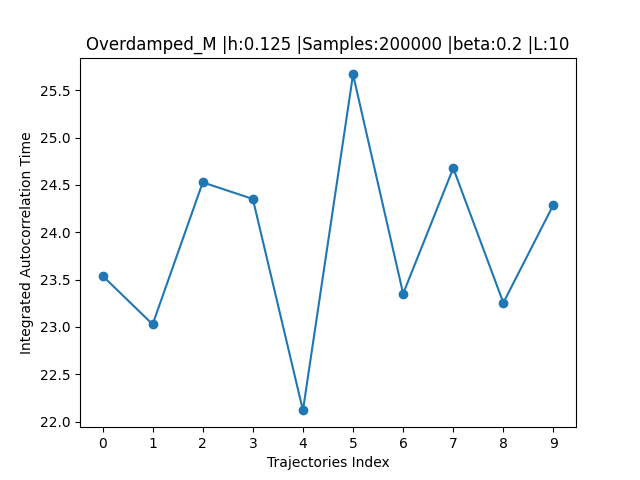 Overdamped_M |h:0.125 |Samples:200000 |beta:0.2 |L:10
Integrated Autocorrelation Time
25.5
25.0
24.5
24.0
23.5
23.0
22.5
22.0
0 1 2 3 4 5 6 7 8 9
Trajectories Index